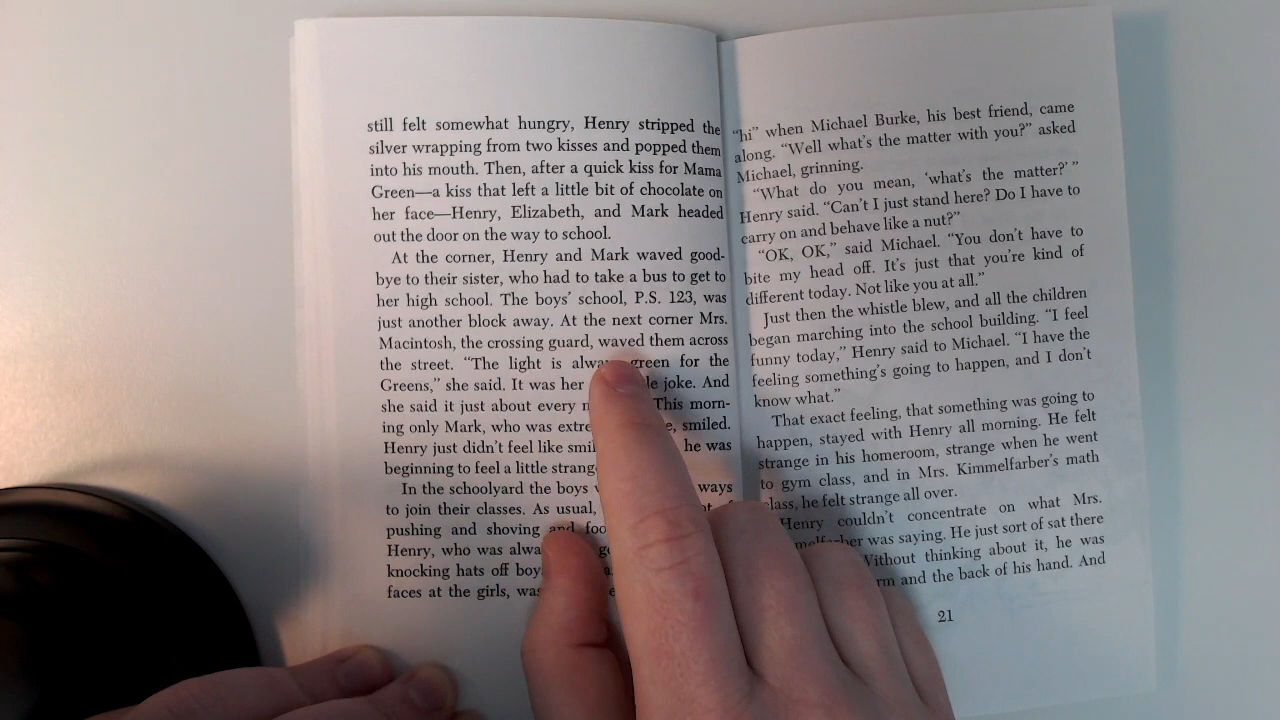 still felt somewhat hungry, Henry stripped the
silver wrapping from two kisses and popped them
into his mouth. Then, after a quick kiss for Mama
Green—a kiss that left a little bit of chocolate on
her face—Henry, Elizabeth, and Mark headed
out the door on the way to school.
At the corner, Henry and Mark waved good-
bye to their sister, who had to take a bus to get to
her high school. The boys’ school, P.S. 123, was
just another block away. At the next corner Mrs.
Macintosh, the crossing guard, waved them across
the street. “The light is always green for the
Greens,” she said. It was her joke. And
she said it just about every This morn-
ing only Mark, who was smiled.
Henry just didn’t feel like he was
beginning to feel a little
In the schoolyard the boys ways
to join their classes. As usual,
pushing and shoving and
Henry, who was
knocking hats off
faces at the girls,
“hi” when Michael Burke, his best friend, came
along. “Well what’s the matter with you?” asked
Michael, grinning.
“What do you mean, ‘what’s the matter?’ ”
Henry said. “Can’t I just stand here? Do I have to
carry on and behave like a nut?”
“OK, OK,” said Michael. “You don’t have to
bite my head off. It’s just that you’re kind of
different today. Not like you at all.”
Just then the whistle blew, and all the children
began marching into the school building. “I feel
funny today,” Henry said to Michael. “I have the
feeling something’s going to happen, and I don’t
know what.”
That exact feeling, that something was going to
happen, stayed with Henry all morning. He felt
strange in his homeroom, strange when he went
to gym class, and in Mrs. Kimmelfarber’s math
class, he felt strange all over.
Henry couldn’t concentrate on what Mrs.
was saying. He just sort of sat there
Without thinking about it, he was
and the back of his hand. And
21